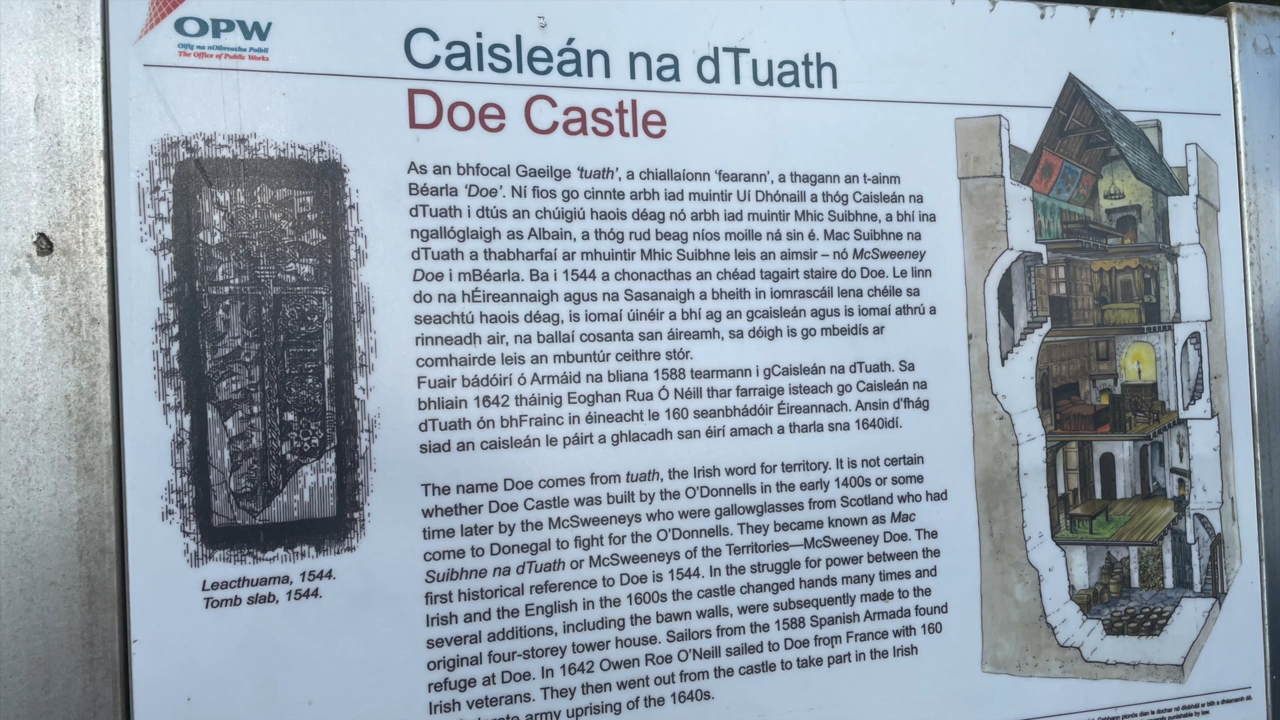 OPW
Oifig na nOibreacha Poiblí
The Office of Public Works
Caisleán na dTuath
Doe Castle
As an bhfocal Gaeilge ‘tuath’, a chiallaíonn ‘fearann’, a thagann an t-ainm
Béarla ‘Doe’. Ní fios go cinnte arbh iad muintir Uí Dhónaill a thóg Caisleán na
dTuath i dtús an chúigiú haois déag nó arbh iad muintir Mhic Suibhne, a bhí ina
ngallóglaigh as Albain, a thóg rud beag níos moille ná sin é. Mac Suibhne na
dTuath a thabharfaí ar mhuintir Mhic Suibhne leis an aimsir – nó McSweeney
Doe i mBéarla. Ba i 1544 a chonacthas an chéad tagairt staire do Doe. Le linn
do na hÉireannaigh agus na Sasanaigh a bheith in iomrascáil lena chéile sa
seachtú haois déag, is iomaí úinéir a bhí ag an gcaisleán agus is iomaí athrú a
rinneadh air, na ballaí cosanta san áireamh, sa dóigh is go mbeidís ar
comhairde leis an mbuntúr ceithre stór.
Fuair bádóirí ó Armáid na bliana 1588 tearmann i gCaisleán na dTuath. Sa
bhliain 1642 tháinig Eoghan Rua Ó Néill thar farraige isteach go Caisleán na
dTuath ón bhFrainc in éineacht le 160 seanbhádóir Éireannach. Ansin d'fhág
siad an caisleán le páirt a ghlacadh san éirí amach a tharla sna 1640idí.
The name Doe comes from tuath, the Irish word for territory. It is not certain
whether Doe Castle was built by the O'Donnells in the early 1400s or some
time later by the McSweeneys who were gallowglasses from Scotland who had
come to Donegal to fight for the O'Donnells. They became known as Mac
Suibhne na dTuath or McSweeneys of the Territories—McSweeney Doe. The
first historical reference to Doe is 1544. In the struggle for power between the
Irish and the English in the 1600s the castle changed hands many times and
several additions, including the bawn walls, were subsequently made to the
original four-storey tower house. Sailors from the 1588 Spanish Armada found
refuge at Doe. In 1642 Owen Roe O'Neill sailed to Doe from France with 160
Irish veterans. They then went out from the castle to take part in the Irish
army uprising of the 1640s.
Leacthuama, 1544.
Tomb slab, 1544.